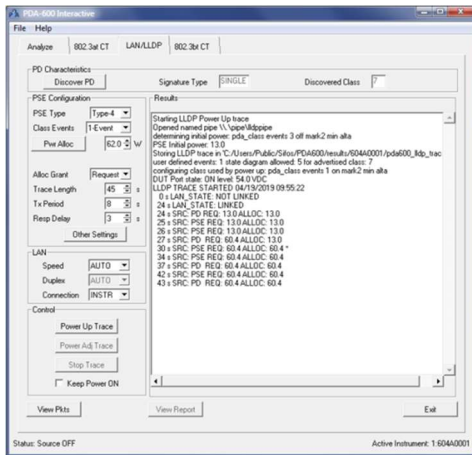 PDA-600 Interactive
File Help
Analyze 802.3at CT LAN/LLDP 802.3bt CT
PD Characteristics
Discover PD Signature Type SINGLE Discovered Class 7
PSE Configuration
PSE Type Type-4
Class Events 1-Event
Pwr Alloc 62.0 W
Alloc Grant Request
Trace Length 45 s
Tx Period 8 s
Resp Delay 3 s
Other Settings
LAN
Speed AUTO
Duplex AUTO
Connection INSTR
Control
Power Up Trace
Power Adj Trace
Stop Trace
Keep Power ON
Results
Starting LLDP Power Up trace
Opened named pipe \\.\pipe\lldppipe
determining initial power: pda_class events 3 off mark2 min alta
PSE Initial power: 13.0
Storing LLDP trace in 'C:/Users/Public/Sifos/PDA600/results/604A0001/pda600_lldp_trac
user defined events: 1 state diagram allowed: 5 for advertised class: 7
configuring class used by power up: pda_class events 1 on mark2 min alta
DUT Port state: ON level: 54.0 VDC
LLDP TRACE STARTED 04/19/2019 09:55:22
0 s LAN_STATE: NOT LINKED
24 s LAN_STATE: LINKED
24 s SRC: PD REQ: 13.0 ALLOC: 13.0
25 s SRC: PSE REQ: 13.0 ALLOC: 13.0
26 s SRC: PSE REQ: 13.0 ALLOC: 13.0
27 s SRC: PD REQ: 60.4 ALLOC: 13.0
30 s SRC: PSE REQ: 60.4 ALLOC: 60.4 *
34 s SRC: PSE REQ: 60.4 ALLOC: 60.4
37 s SRC: PD REQ: 60.4 ALLOC: 60.4
42 s SRC: PSE REQ: 60.4 ALLOC: 60.4
43 s SRC: PD REQ: 60.4 ALLOC: 60.4
View Pkts View Report Exit
Status: Source OFF Active Instrument: 1:604A0001